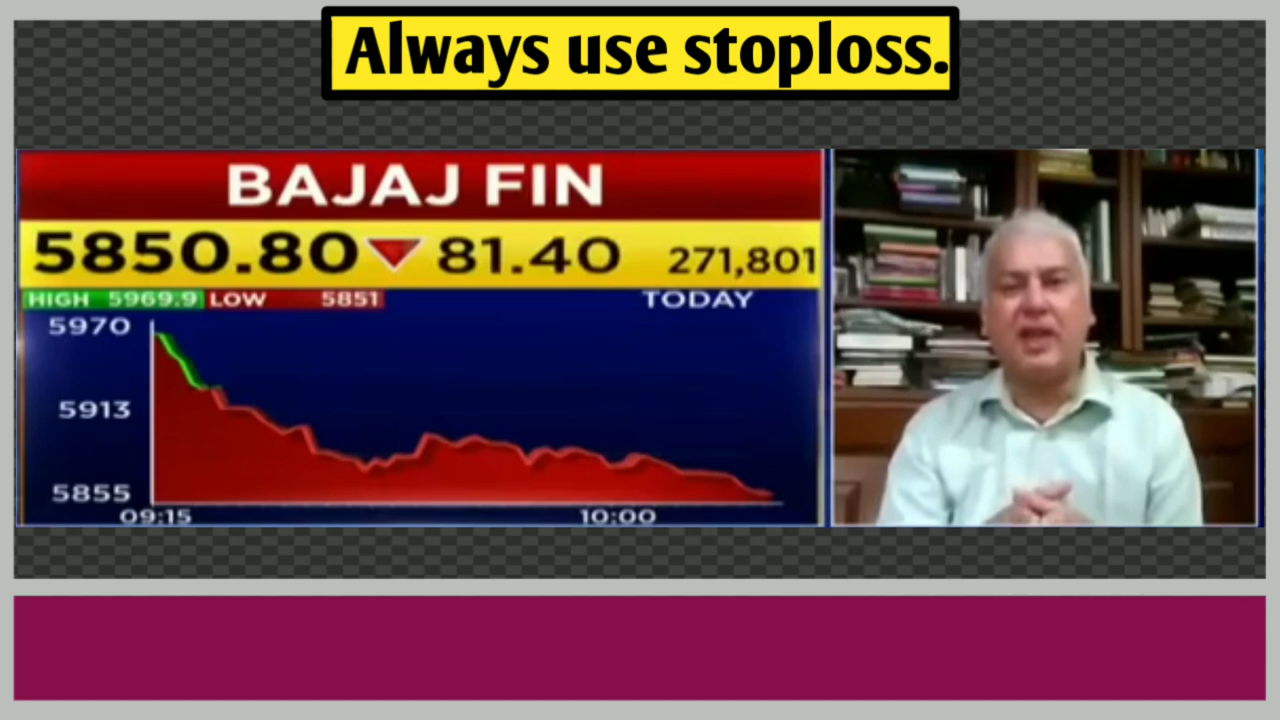 Always use stoploss.
BAJAJ FIN
5850.80 ▼ 81.40 271,801
HIGH 5969.9 LOW 5851 TODAY
5970
5913
5855
09:15 10:00